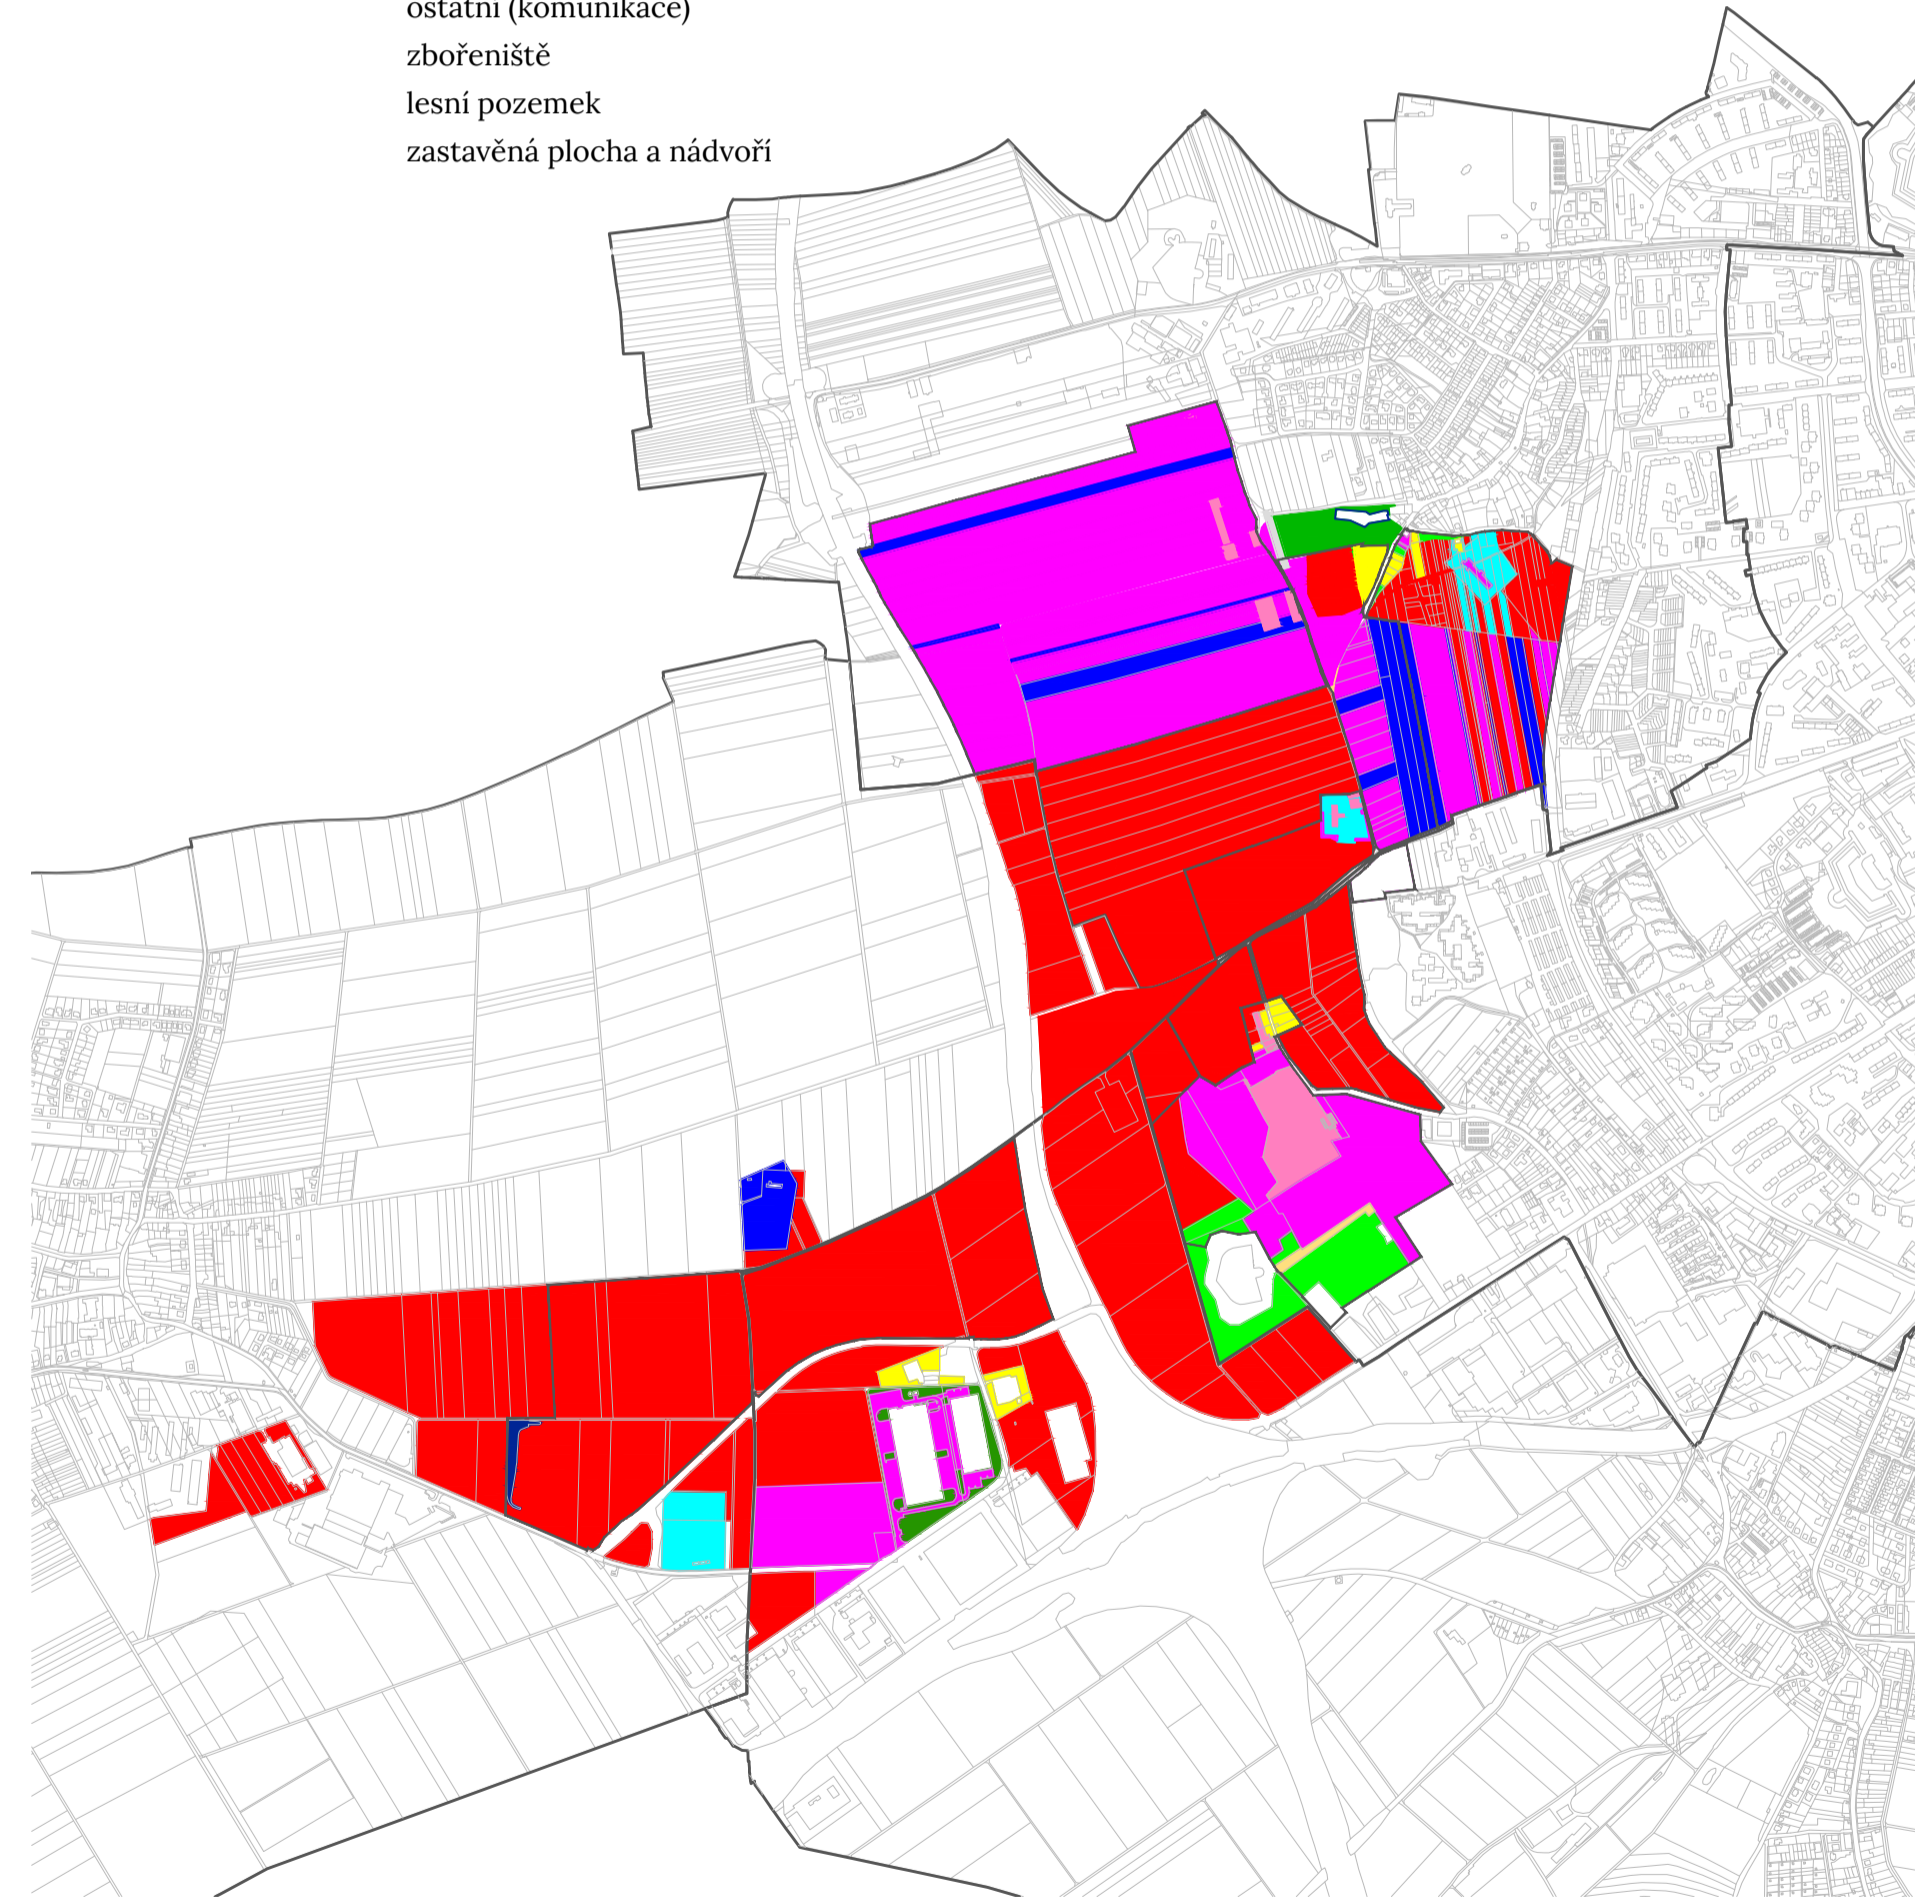 ostatní (komunikace)
zbořeniště
lesní pozemek
zastavěná plocha a nádvoří